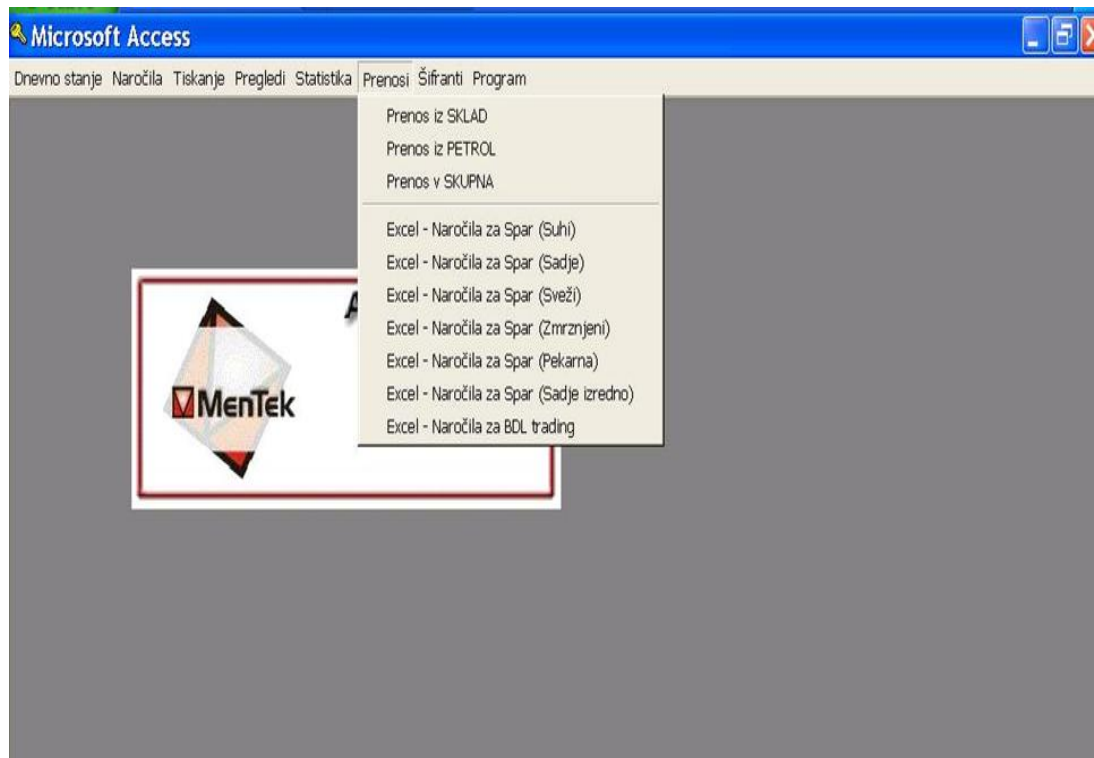 Microsoft Access
Dnevno stanje Naročila Tiskanje Pregledi Statistika Prenosi Šifranti Program
Prenos iz SKLAD
Prenos iz PETROL
Prenos v SKUPNA
Excel - Naročila za Spar (Suhi)
Excel - Naročila za Spar (Sadje)
Excel - Naročila za Spar (Sveži)
Excel - Naročila za Spar (Zmrznjeni)
Excel - Naročila za Spar (Pekarna)
Excel - Naročila za Spar (Sadje izredno)
Excel - Naročila za BDL trading
MenTek